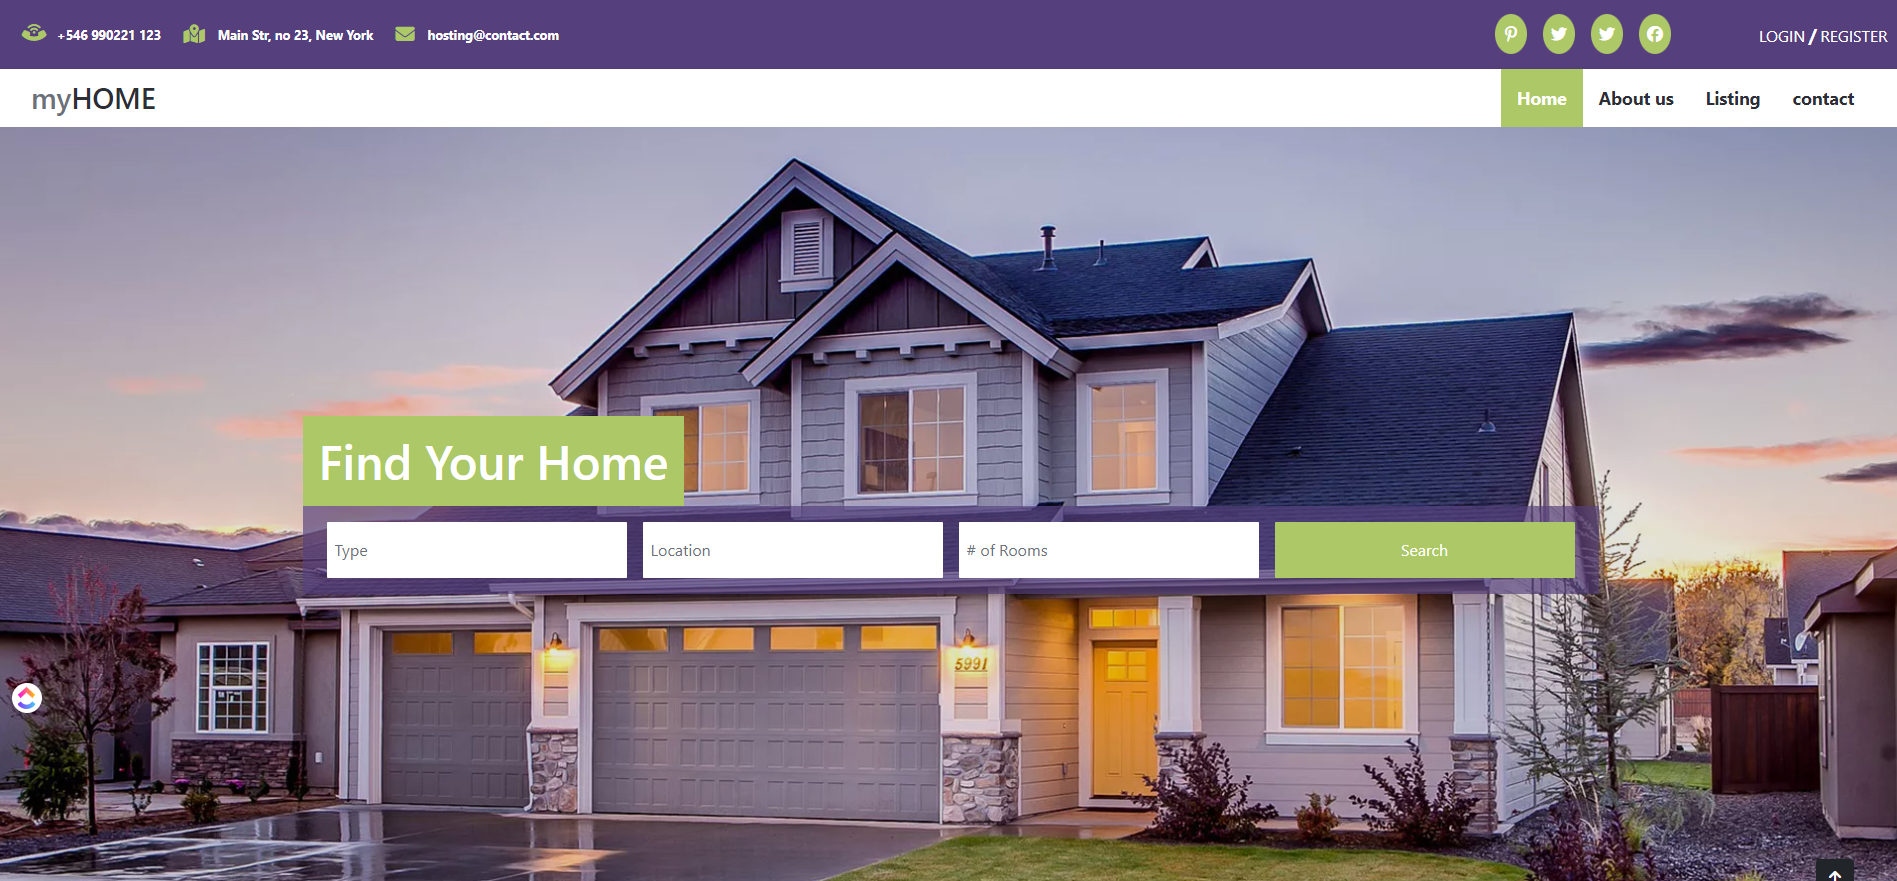 +546 990221 123 Main Str, no 23, New York hosting@contact.com LOGIN / REGISTER
myHOME Home About us Listing contact
Find Your Home
Type Location # of Rooms Search
5991